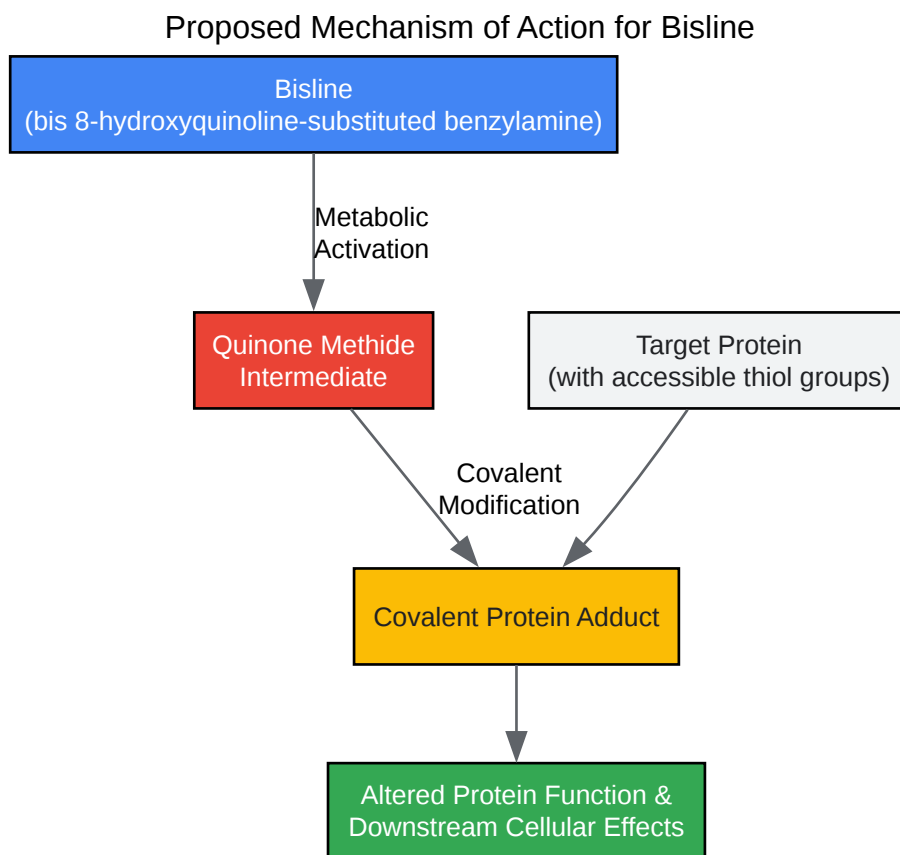 Proposed Mechanism of Action for Bisline
Bisline
(bis 8-hydroxyquinoline-substituted benzylamine)
Metabolic
Activation
Quinone Methide
Intermediate
Target Protein
(with accessible thiol groups)
Covalent
Modification
Covalent Protein Adduct
Altered Protein Function &
Downstream Cellular Effects